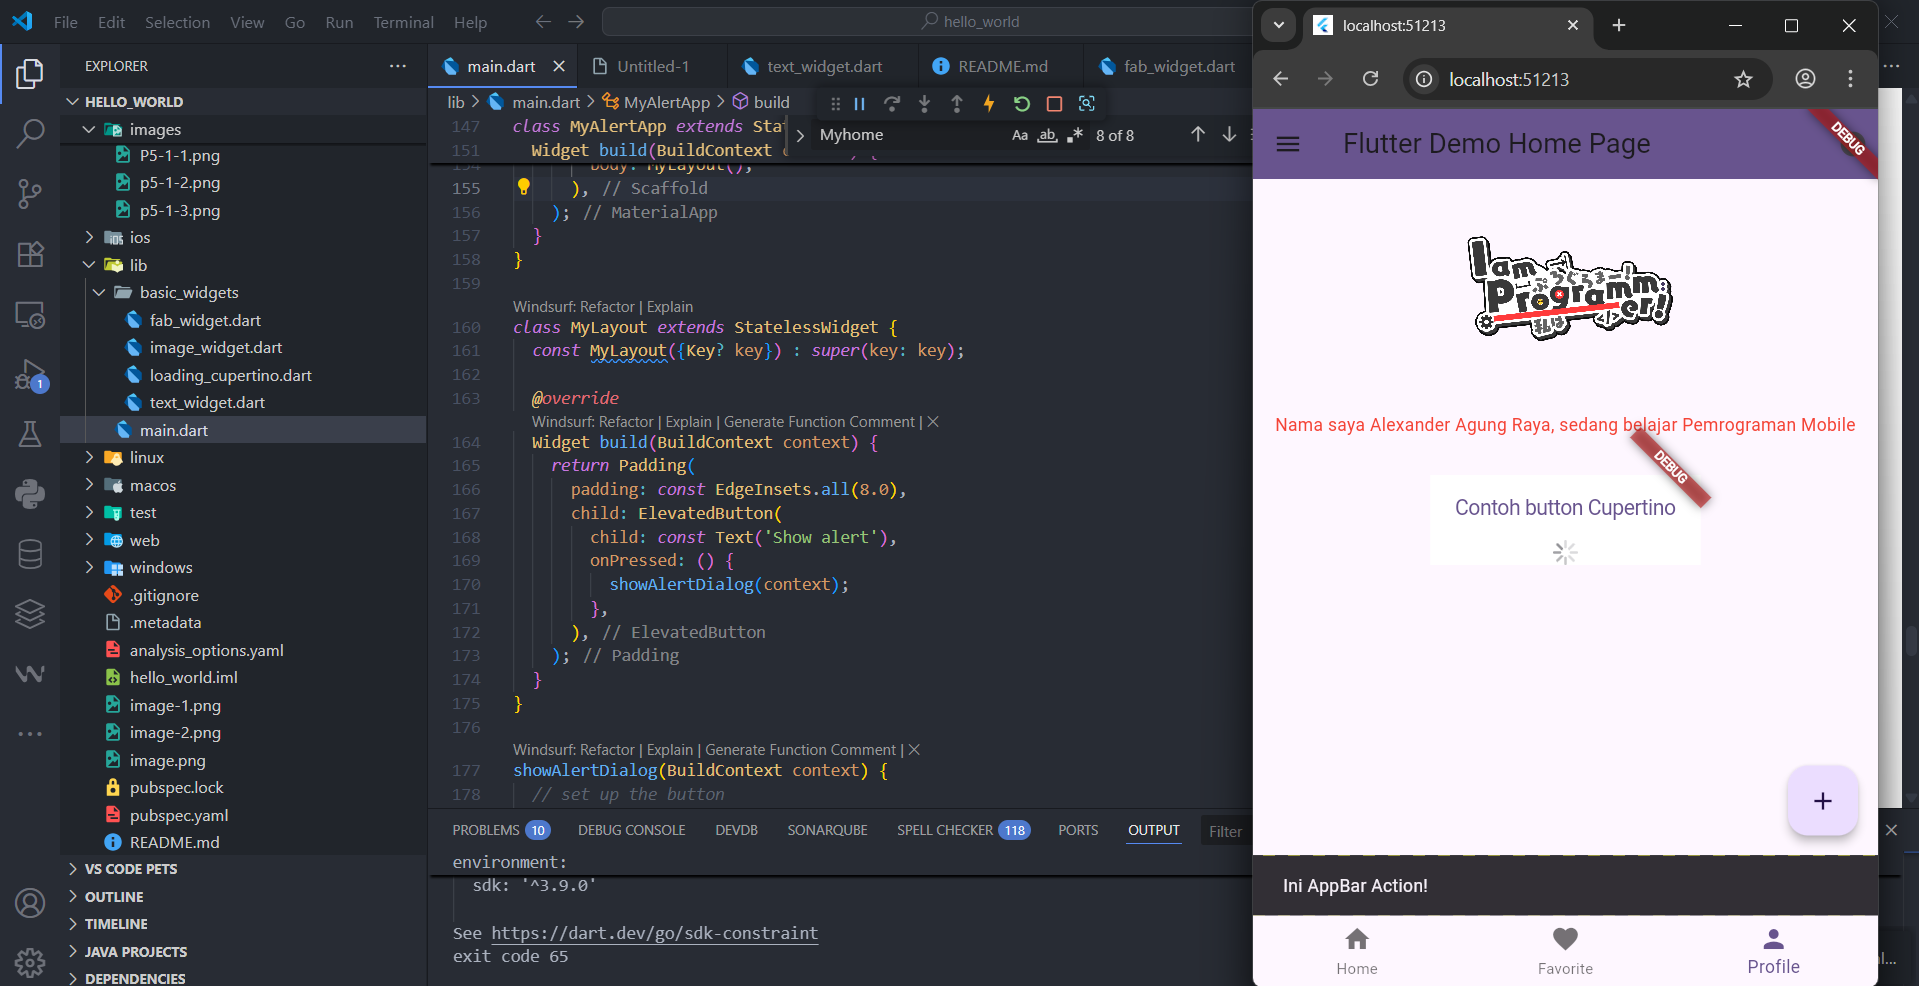 File Edit Selection View Go Run Terminal Help
hello_world
EXPLORER
HELLO_WORLD
images
P5-1-1.png
p5-1-2.png
p5-1-3.png
ios
lib
basic_widgets
fab_widget.dart
image_widget.dart
loading_cupertino.dart
text_widget.dart
main.dart
linux
macos
test
web
windows
.gitignore
.metadata
analysis_options.yaml
hello_world.iml
image-1.png
image-2.png
image.png
pubspec.lock
pubspec.yaml
README.md
VS CODE PETS
OUTLINE
TIMELINE
JAVA PROJECTS
DEPENDENCIES
1
main.dart Untitled-1 text_widget.dart README.md fab_widget.dart
lib > main.dart > MyAlertApp > build
Myhome Aa ab 8 of 8
147 class MyAlertApp extends Stat
151 Widget build(BuildContext
body: MyLayout(),
155 ), // Scaffold
156 ); // MaterialApp
157 }
158 }
159
Windsurf: Refactor | Explain
160 class MyLayout extends StatelessWidget {
161 const MyLayout({Key? key}) : super(key: key);
162
163 @override
Windsurf: Refactor | Explain | Generate Function Comment | ✕
164 Widget build(BuildContext context) {
165 return Padding(
166 padding: const EdgeInsets.all(8.0),
167 child: ElevatedButton(
168 child: const Text('Show alert'),
169 onPressed: () {
170 showAlertDialog(context);
171 },
172 ), // ElevatedButton
173 ); // Padding
174 }
175 }
176
Windsurf: Refactor | Explain | Generate Function Comment | ✕
177 showAlertDialog(BuildContext context) {
178 // set up the button
PROBLEMS 10 DEBUG CONSOLE DEVDB SONARQUBE SPELL CHECKER 118 PORTS OUTPUT Filter
environment:
sdk: '^3.9.0'
See https://dart.dev/go/sdk-constraint
exit code 65
localhost:51213
localhost:51213
Flutter Demo Home Page
DEBUG
I am
ぷろぐらまー!
Programmer!
私は </>
Nama saya Alexander Agung Raya, sedang belajar Pemrograman Mobile
DEBUG
Contoh button Cupertino
+
Ini AppBar Action!
Home Favorite Profile